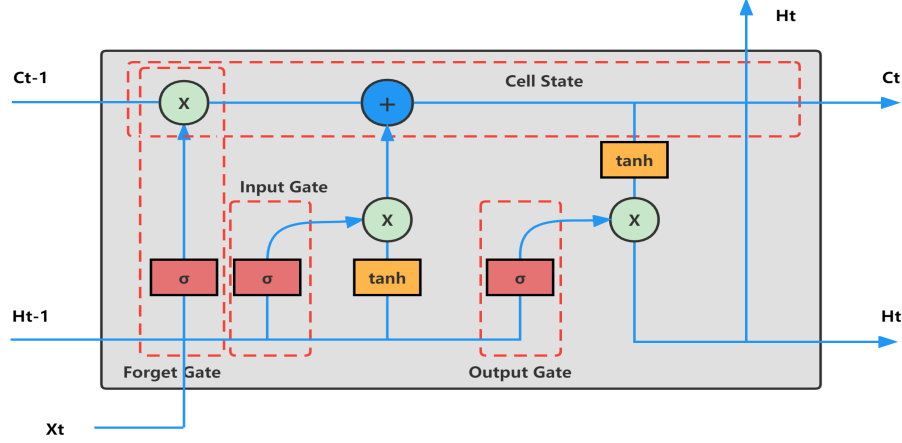 Ht
Ct-1
Cell State
Ct
X
+
tanh
Input Gate
X
X
σ
σ
tanh
σ
Ht-1
Ht
Forget Gate
Output Gate
Xt